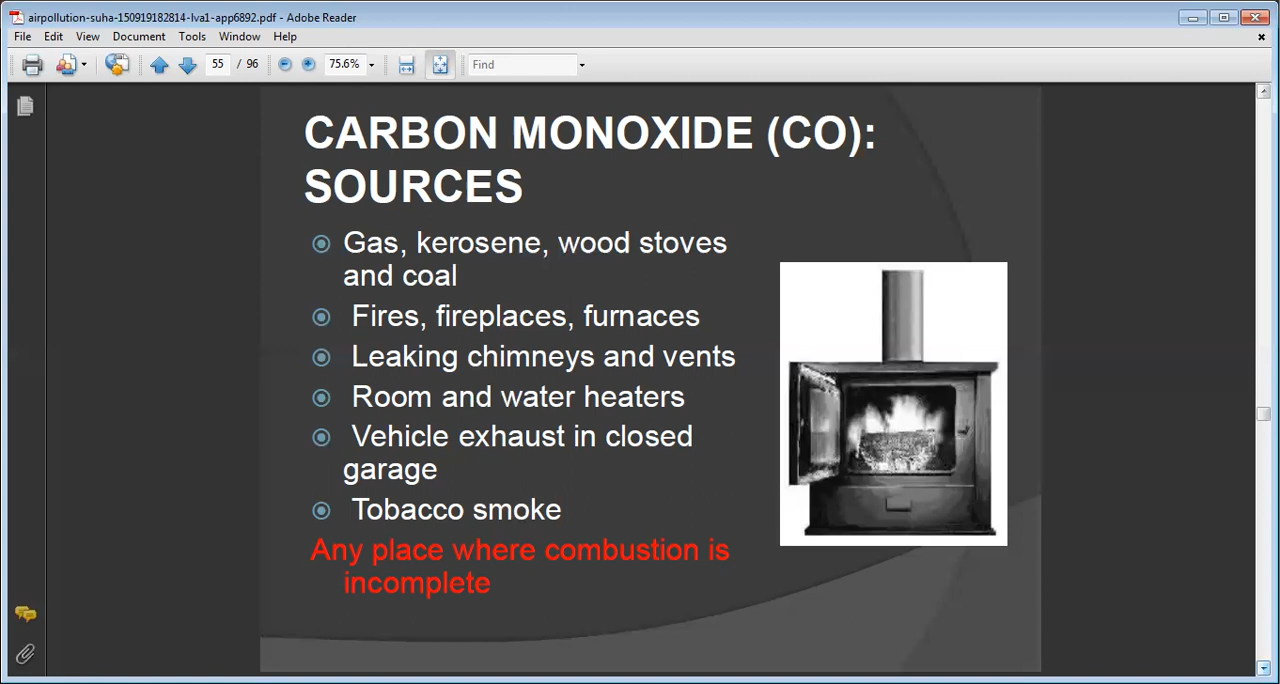 airpollution-suha-150919182814-lva1-app6892.pdf - Adobe Reader
File Edit View Document Tools Window Help
55 / 96 75.6% Find
CARBON MONOXIDE (CO):
SOURCES
Gas, kerosene, wood stoves
and coal
Fires, fireplaces, furnaces
Leaking chimneys and vents
Room and water heaters
Vehicle exhaust in closed
garage
Tobacco smoke
Any place where combustion is
incomplete